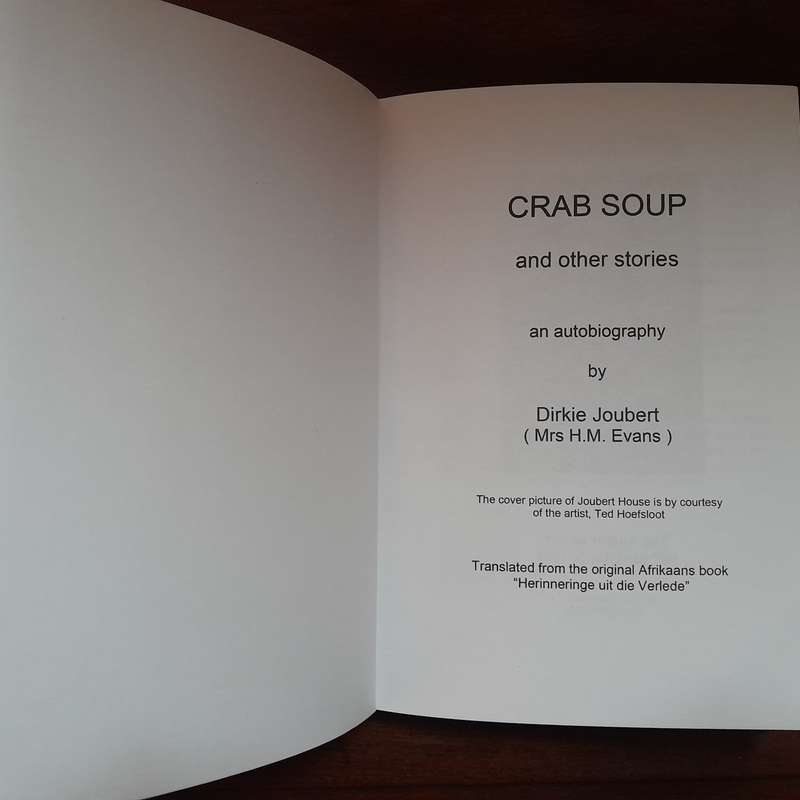 CRAB SOUP
and other stories
an autobiography
by
Dirkie Joubert
( Mrs H.M. Evans )
The cover picture of Joubert House is by courtesy
of the artist, Ted Hoefsloot
Translated from the original Afrikaans book
“Herinneringe uit die Verlede”